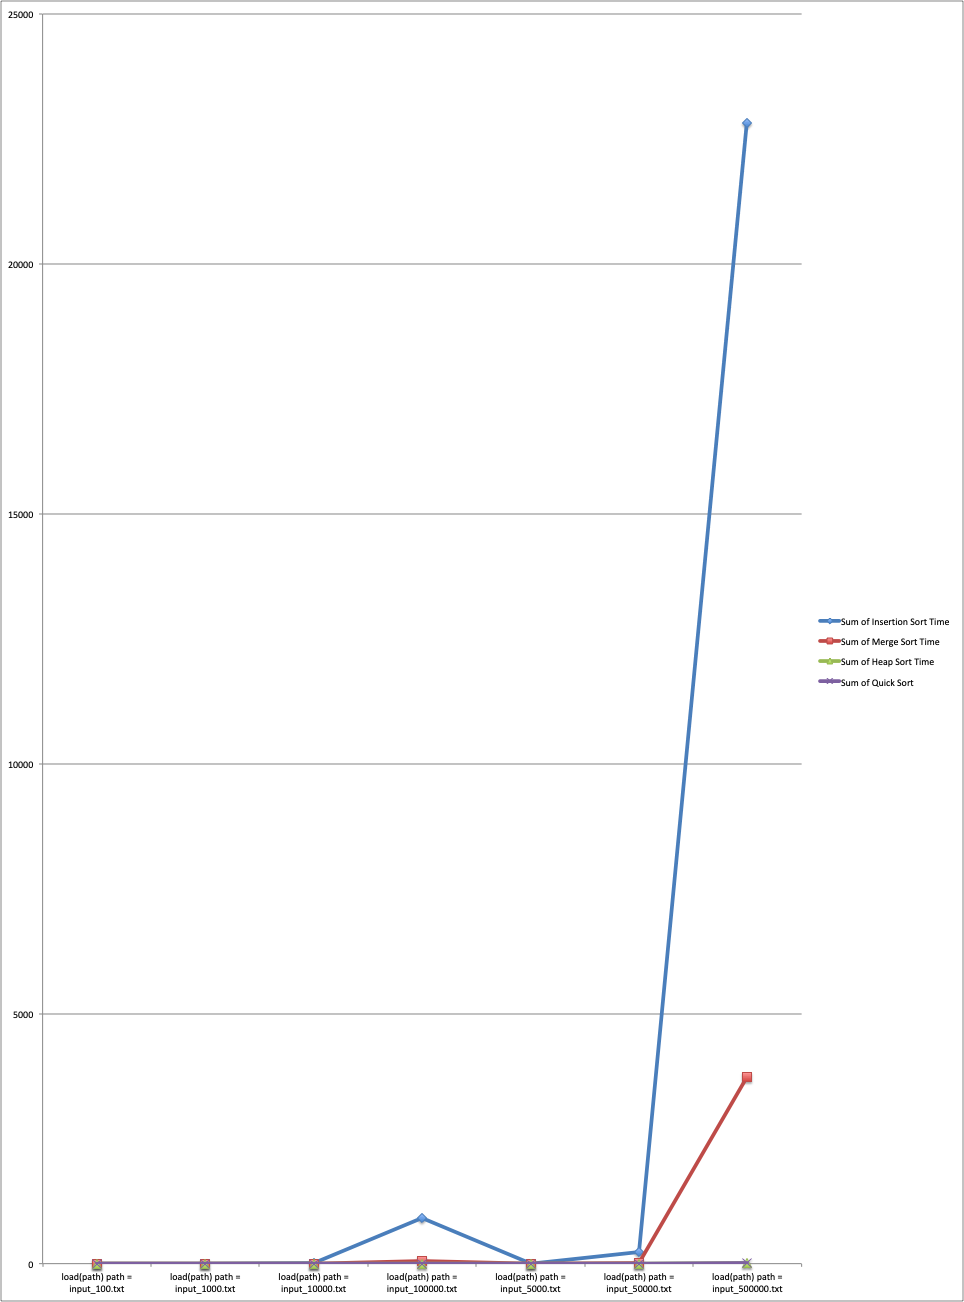 25000
20000
15000
10000
5000
0
load(path) path =
input_100.txt
load(path) path =
input_1000.txt
load(path) path =
input_10000.txt
load(path) path =
input_100000.txt
load(path) path =
input_5000.txt
load(path) path =
input_50000.txt
load(path) path =
input_500000.txt
Sum of Insertion Sort Time
Sum of Merge Sort Time
Sum of Heap Sort Time
Sum of Quick Sort